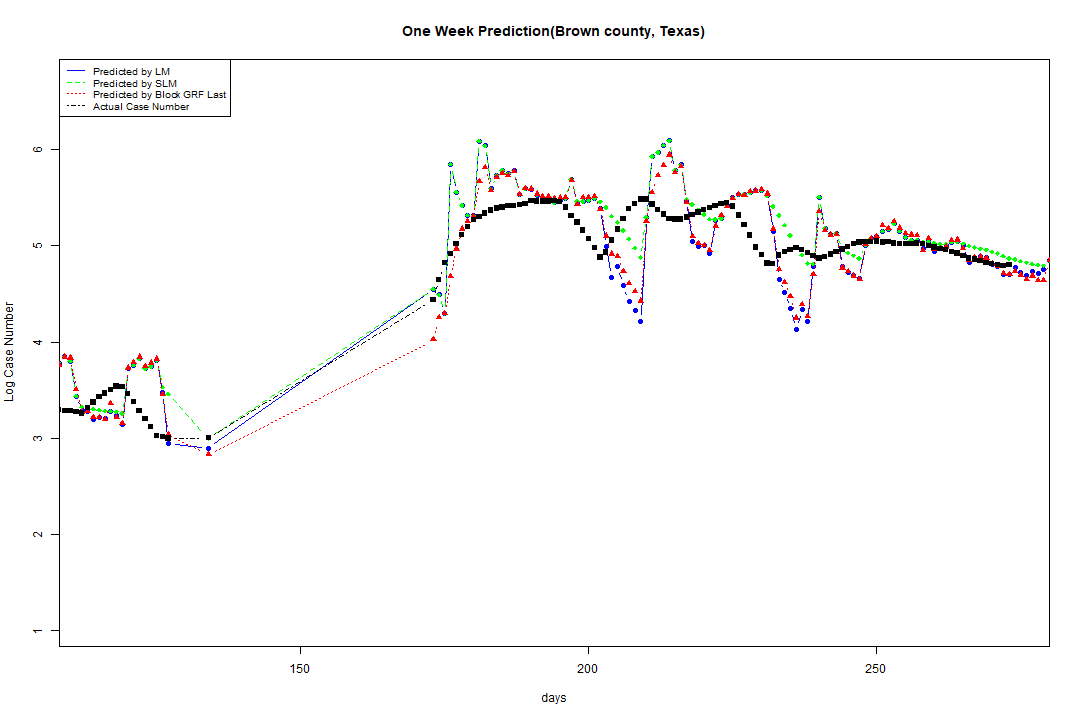 One Week Prediction(Brown county, Texas)
Predicted by LM
Predicted by SLM
Predicted by Block GRF Last
Actual Case Number
6
5
4
3
2
1
Log Case Number
150 200 250
days